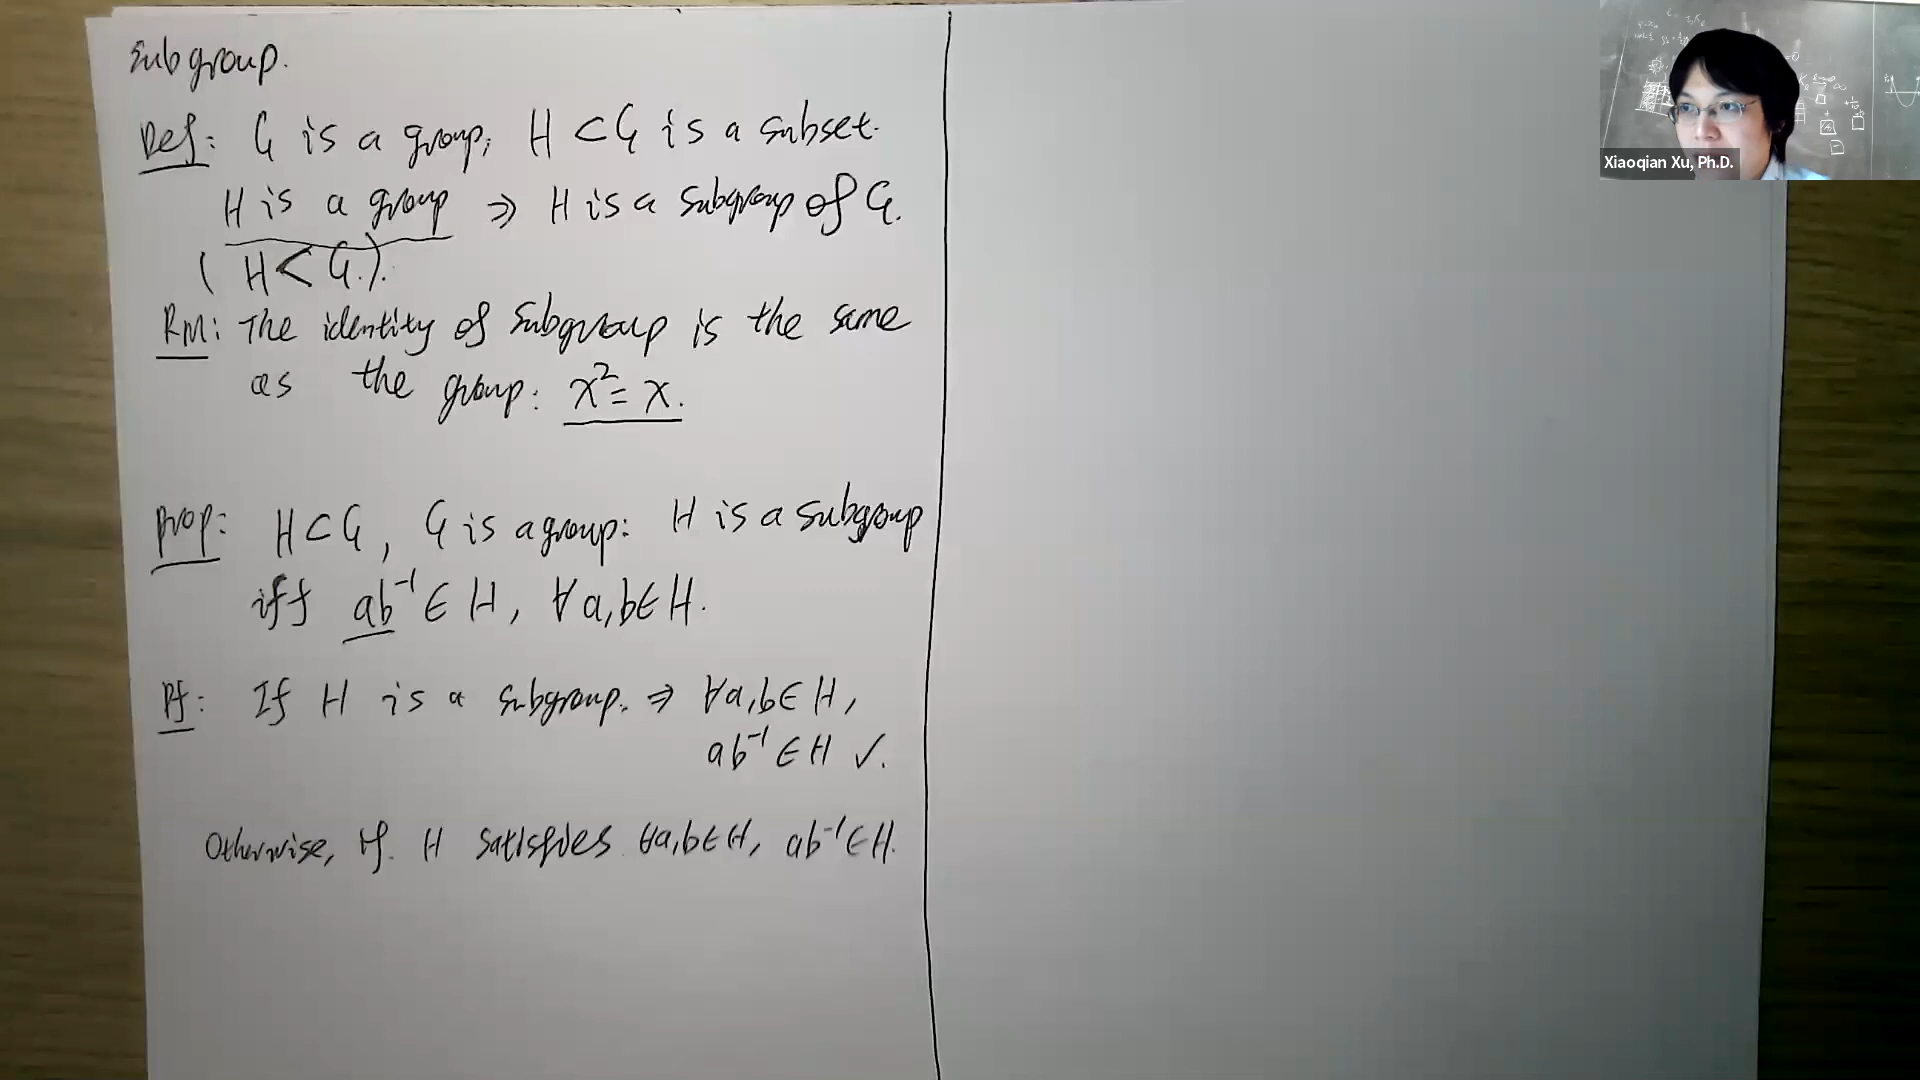 Subgroup.
Def: G is a group, H ⊂ G is a subset.
H is a group ⇒ H is a subgroup of G.
( H < G.).
RM: The identity of subgroup is the same
as the group: x² = x.
Prop: H ⊂ G, G is a group: H is a subgroup
iff ab⁻¹ ∈ H, ∀ a, b ∈ H.
Pf: If H is a subgroup. ⇒ ∀ a, b ∈ H,
ab⁻¹ ∈ H ✓.
Otherwise, if. H satisfies ∀ a, b ∈ H, ab⁻¹ ∈ H.
Xiaoqian Xu, Ph.D.